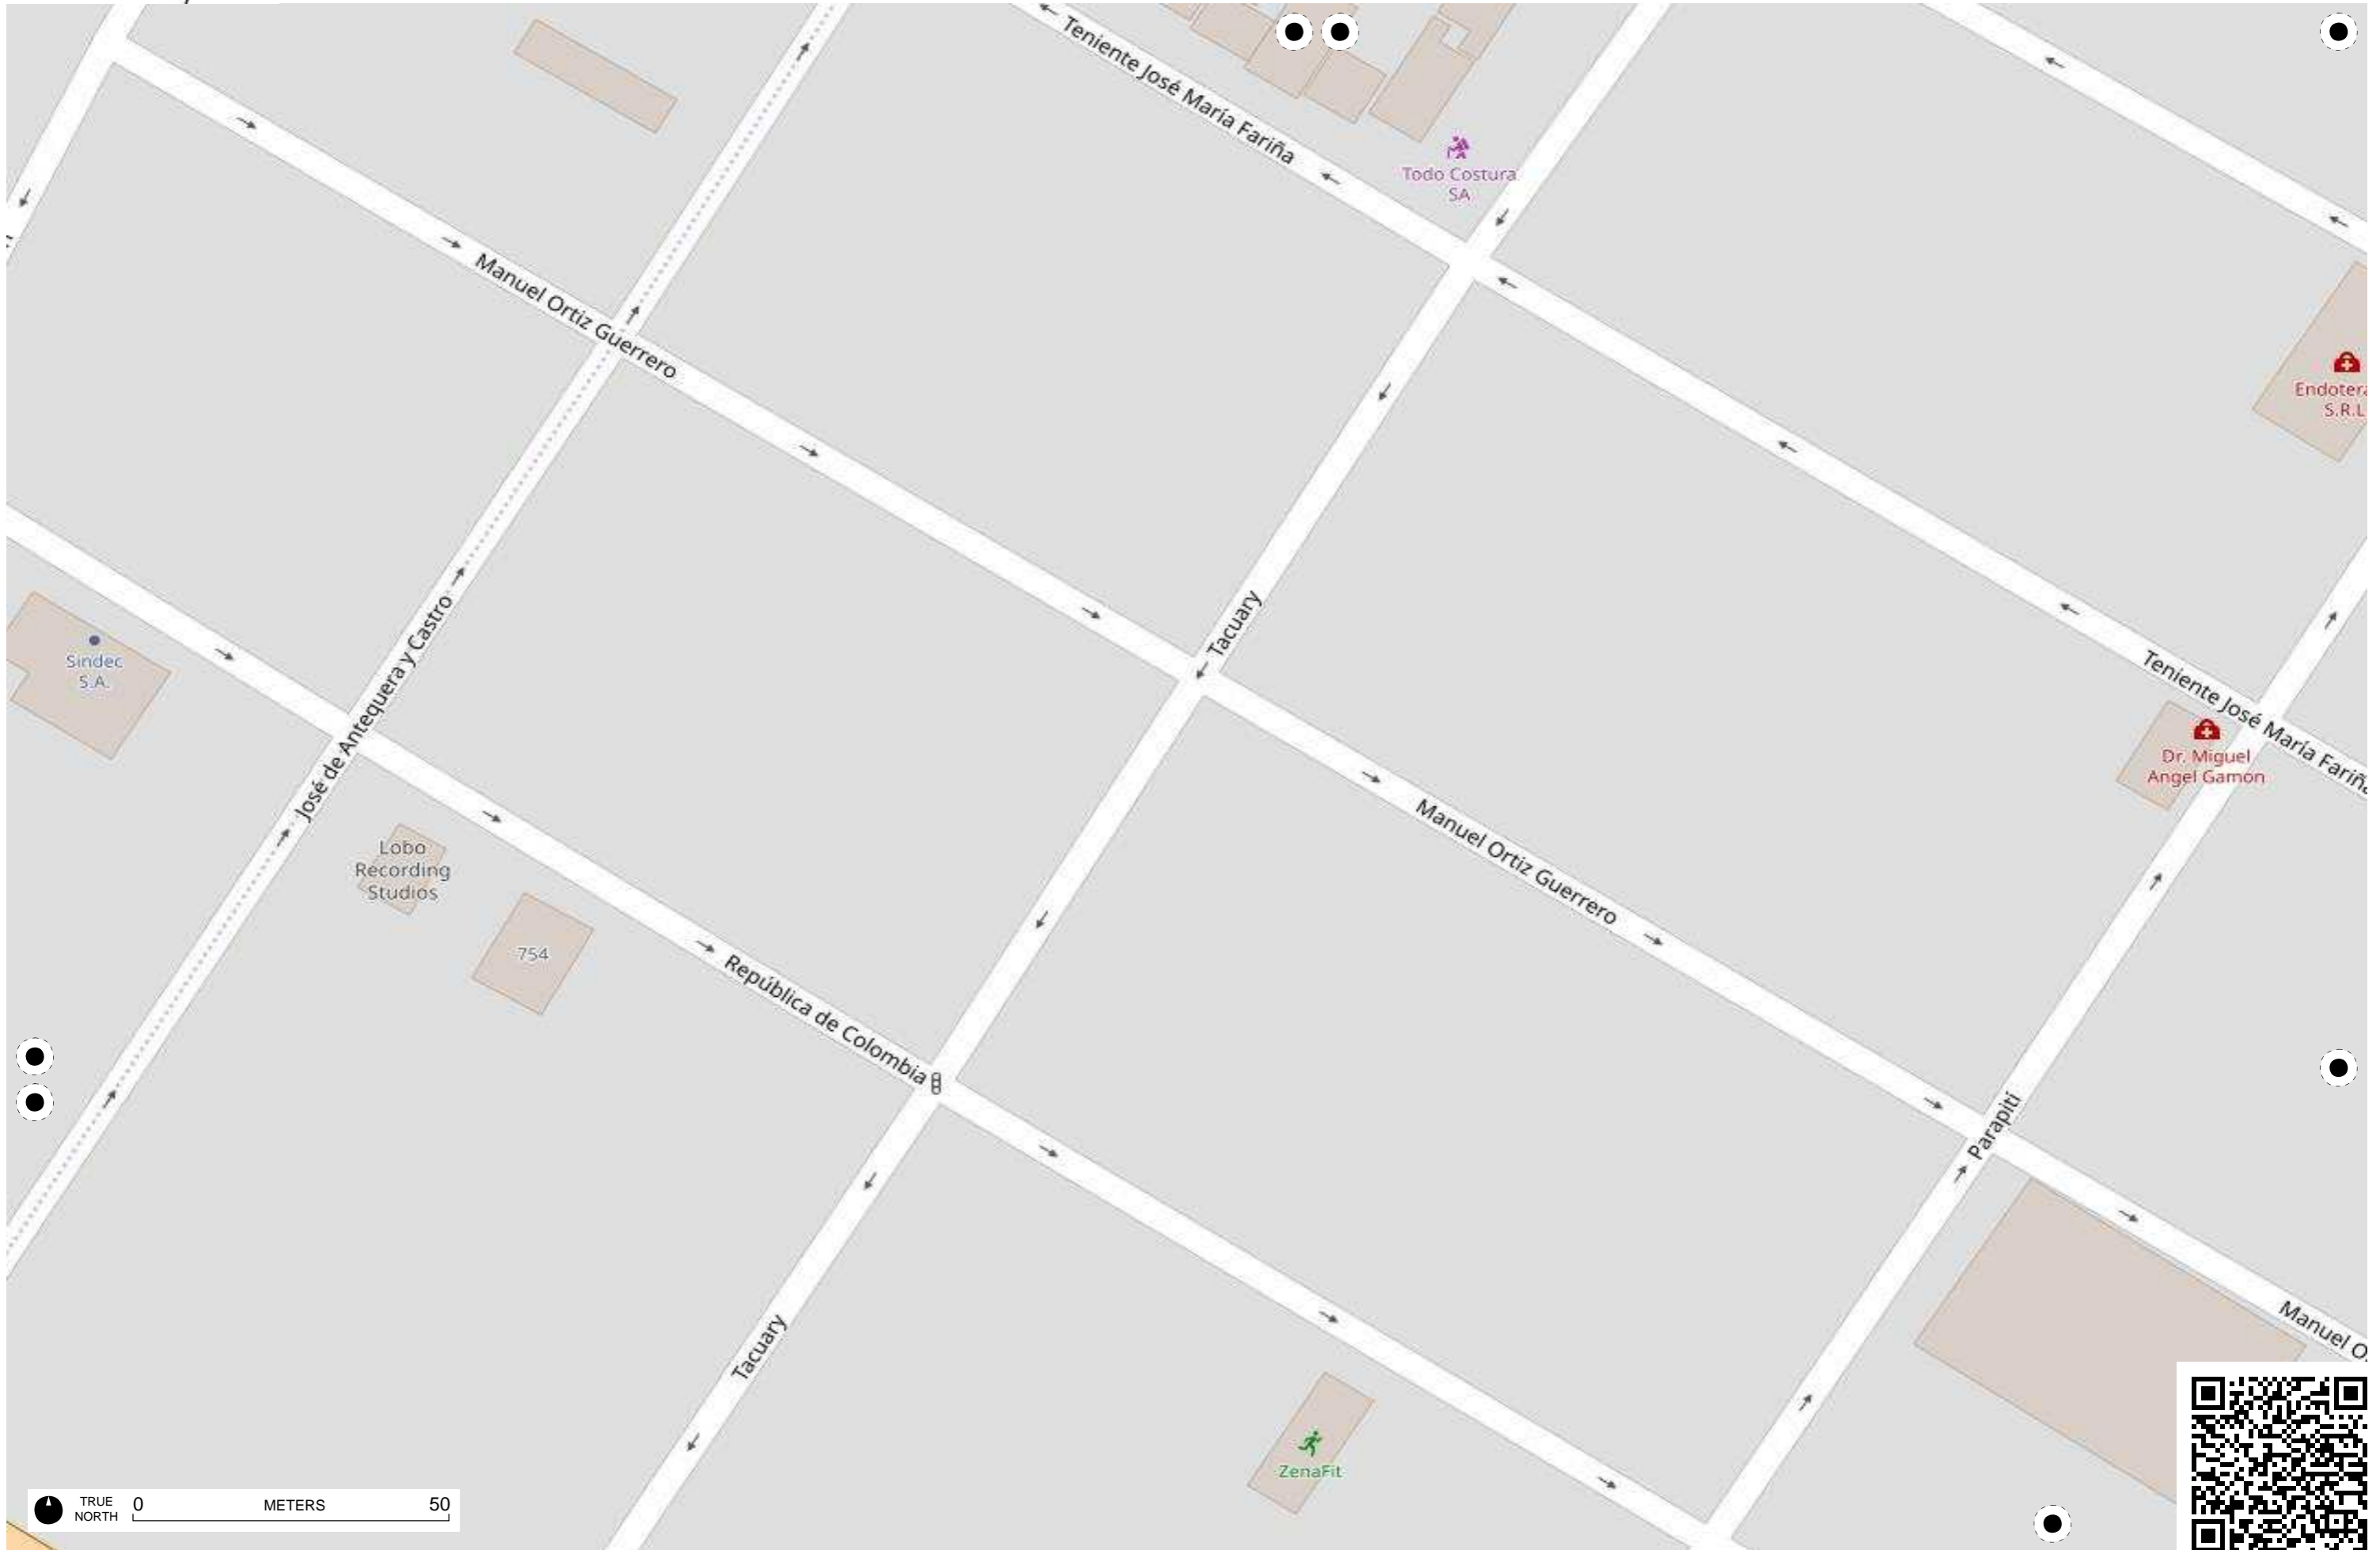 Teniente José María Fariña
Todo Costura
SA
Manuel Ortiz Guerrero
S.R.L
Tacuary
José de Antequera y Castro
Sindec
S.A.
Teniente José María
Dr. Miguel
Angel Gamon
Manuel Ortiz Guerrero
Lobo
Recording
Studios
754
República de Colombia
Parapití
Manuel
Tacuary
ZenaFit
TRUE
NORTH
0 METERS 50